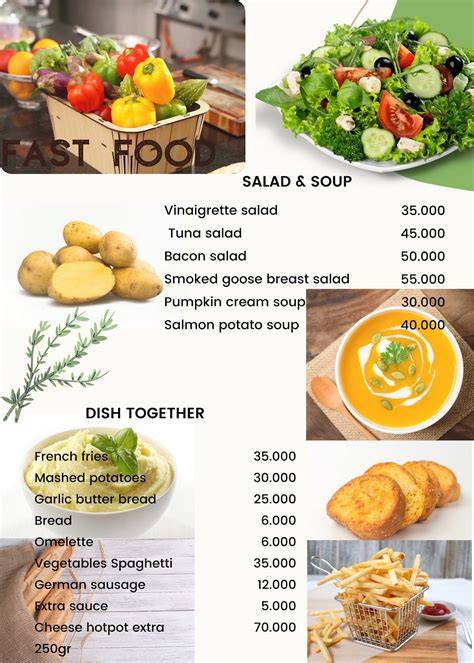 FAST FOOD
SALAD & SOUP
Vinaigrette salad 35.000
Tuna salad 45.000
Bacon salad 50.000
Smoked goose breast salad 55.000
Pumpkin cream soup 30.000
Salmon potato soup 40.000
DISH TOGETHER
French fries 35.000
Mashed potatoes 30.000
Garlic butter bread 25.000
Bread 6.000
Omelette 6.000
Vegetables Spaghetti 35.000
German sausage 12.000
Extra sauce 5.000
Cheese hotpot extra 70.000
250gr